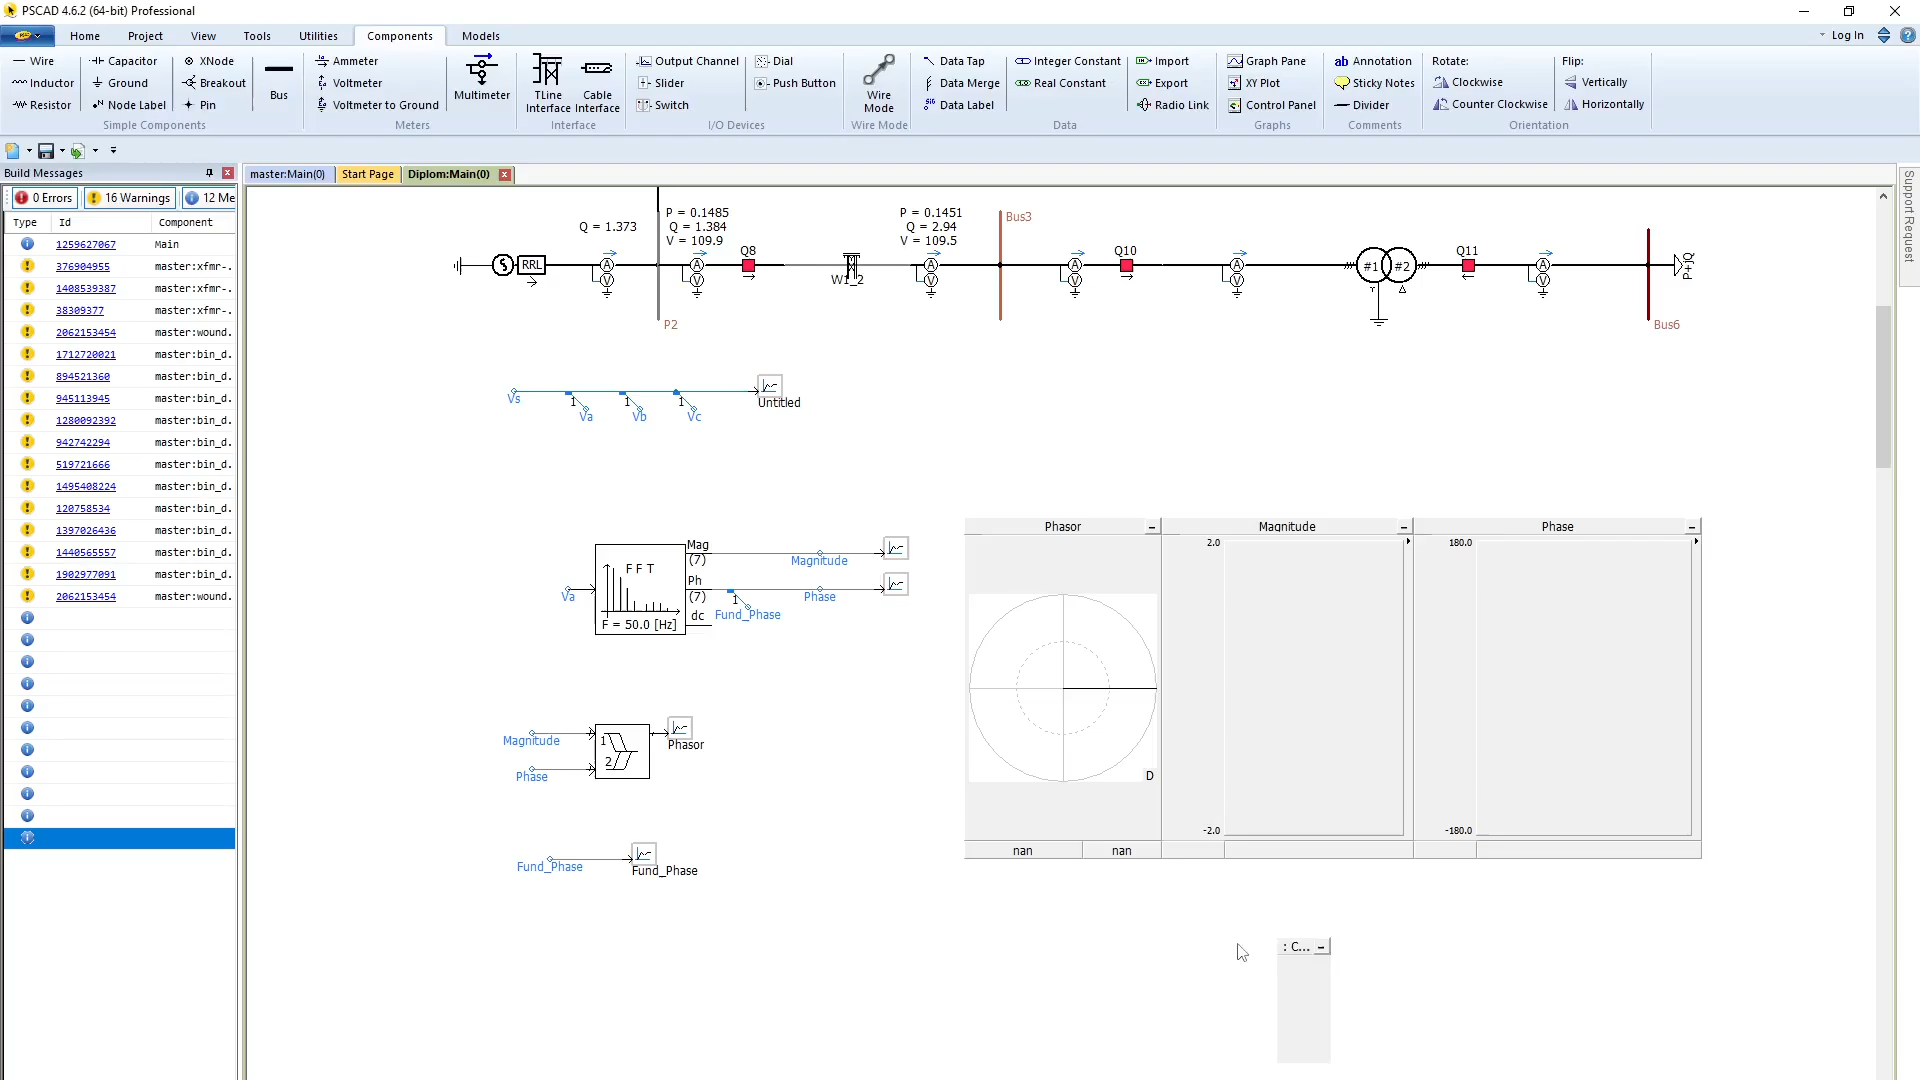 PSCAD 4.6.2 (64-bit) Professional
Home Project View Tools Utilities Components Models Log In
Wire Capacitor XNode Ammeter Output Channel Dial Data Tap Integer Constant Import Graph Pane Annotation Rotate: Flip:
Inductor Ground Breakout Voltmeter Slider Push Button Data Merge Real Constant Export XY Plot Sticky Notes Clockwise Vertically
Resistor Node Label Pin Bus Voltmeter to Ground Multimeter TLine Interface Cable Interface Switch Wire Mode Data Label Radio Link Control Panel Divider Counter Clockwise Horizontally
Simple Components Meters Interface I/O Devices Wire Mode Data Graphs Comments Orientation
Build Messages
master:Main(0) Start Page Diplom:Main(0)
0 Errors 16 Warnings 12 Me
Type Id Component
1259627067 Main
376904955 master:xfmr-.
1408539387 master:xfmr-.
38309377 master:xfmr-.
2062153454 master:wound.
1712720021 master:bin_d.
894521360 master:bin_d.
945113945 master:bin_d.
1280092392 master:bin_d.
942742294 master:bin_d.
519721666 master:bin_d.
1495408224 master:bin_d.
120758534 master:bin_d.
1397026436 master:bin_d.
1440565557 master:bin_d.
1902977091 master:bin_d.
2062153454 master:wound.
Support Request
Q = 1.373
P = 0.1485
Q = 1.384
V = 109.9
P = 0.1451
Q = 2.94
V = 109.5
Bus3
Q8
Q10
Q11
S RRL A V A V W1_2 A V A V A V #1 #2 A V P+jQ
P2
Bus6
Vs 1 Va 1 Vb 1 Vc Untitled
FFT
F = 50.0 [Hz]
Va
Mag
(7)
Ph
(7)
dc
Magnitude
Phase
1
Fund_Phase
Magnitude
Phase
1
2
Phasor
Fund_Phase Fund_Phase
Phasor Magnitude Phase
2.0 180.0
D
-2.0 -180.0
nan nan
: C...